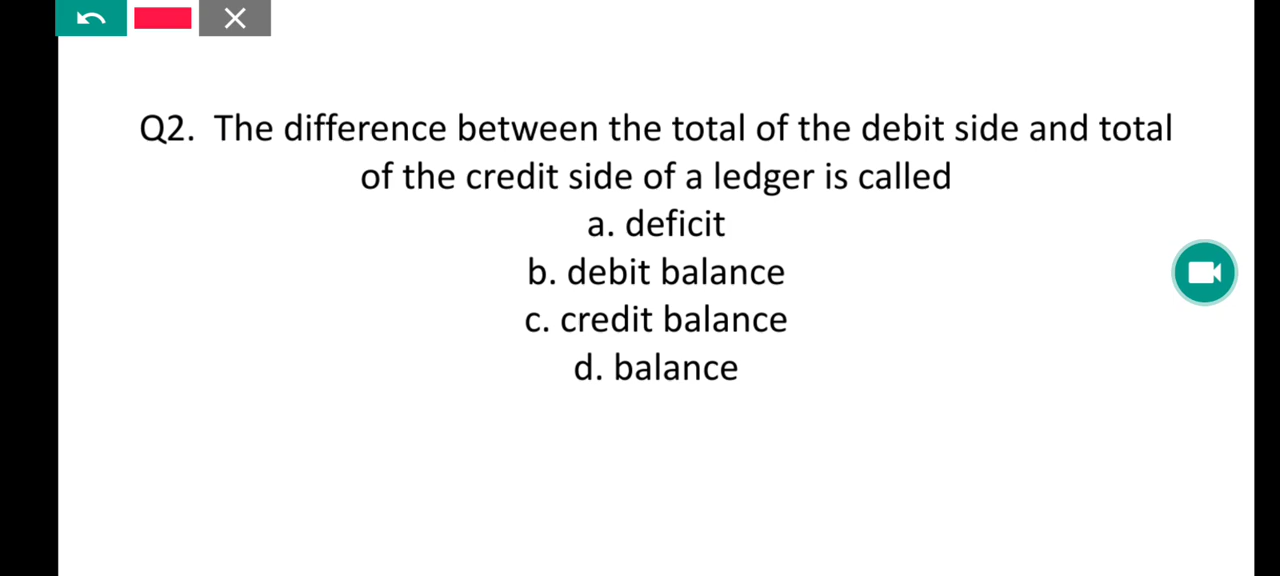 Q2. The difference between the total of the debit side and total
of the credit side of a ledger is called
a. deficit
b. debit balance
c. credit balance
d. balance